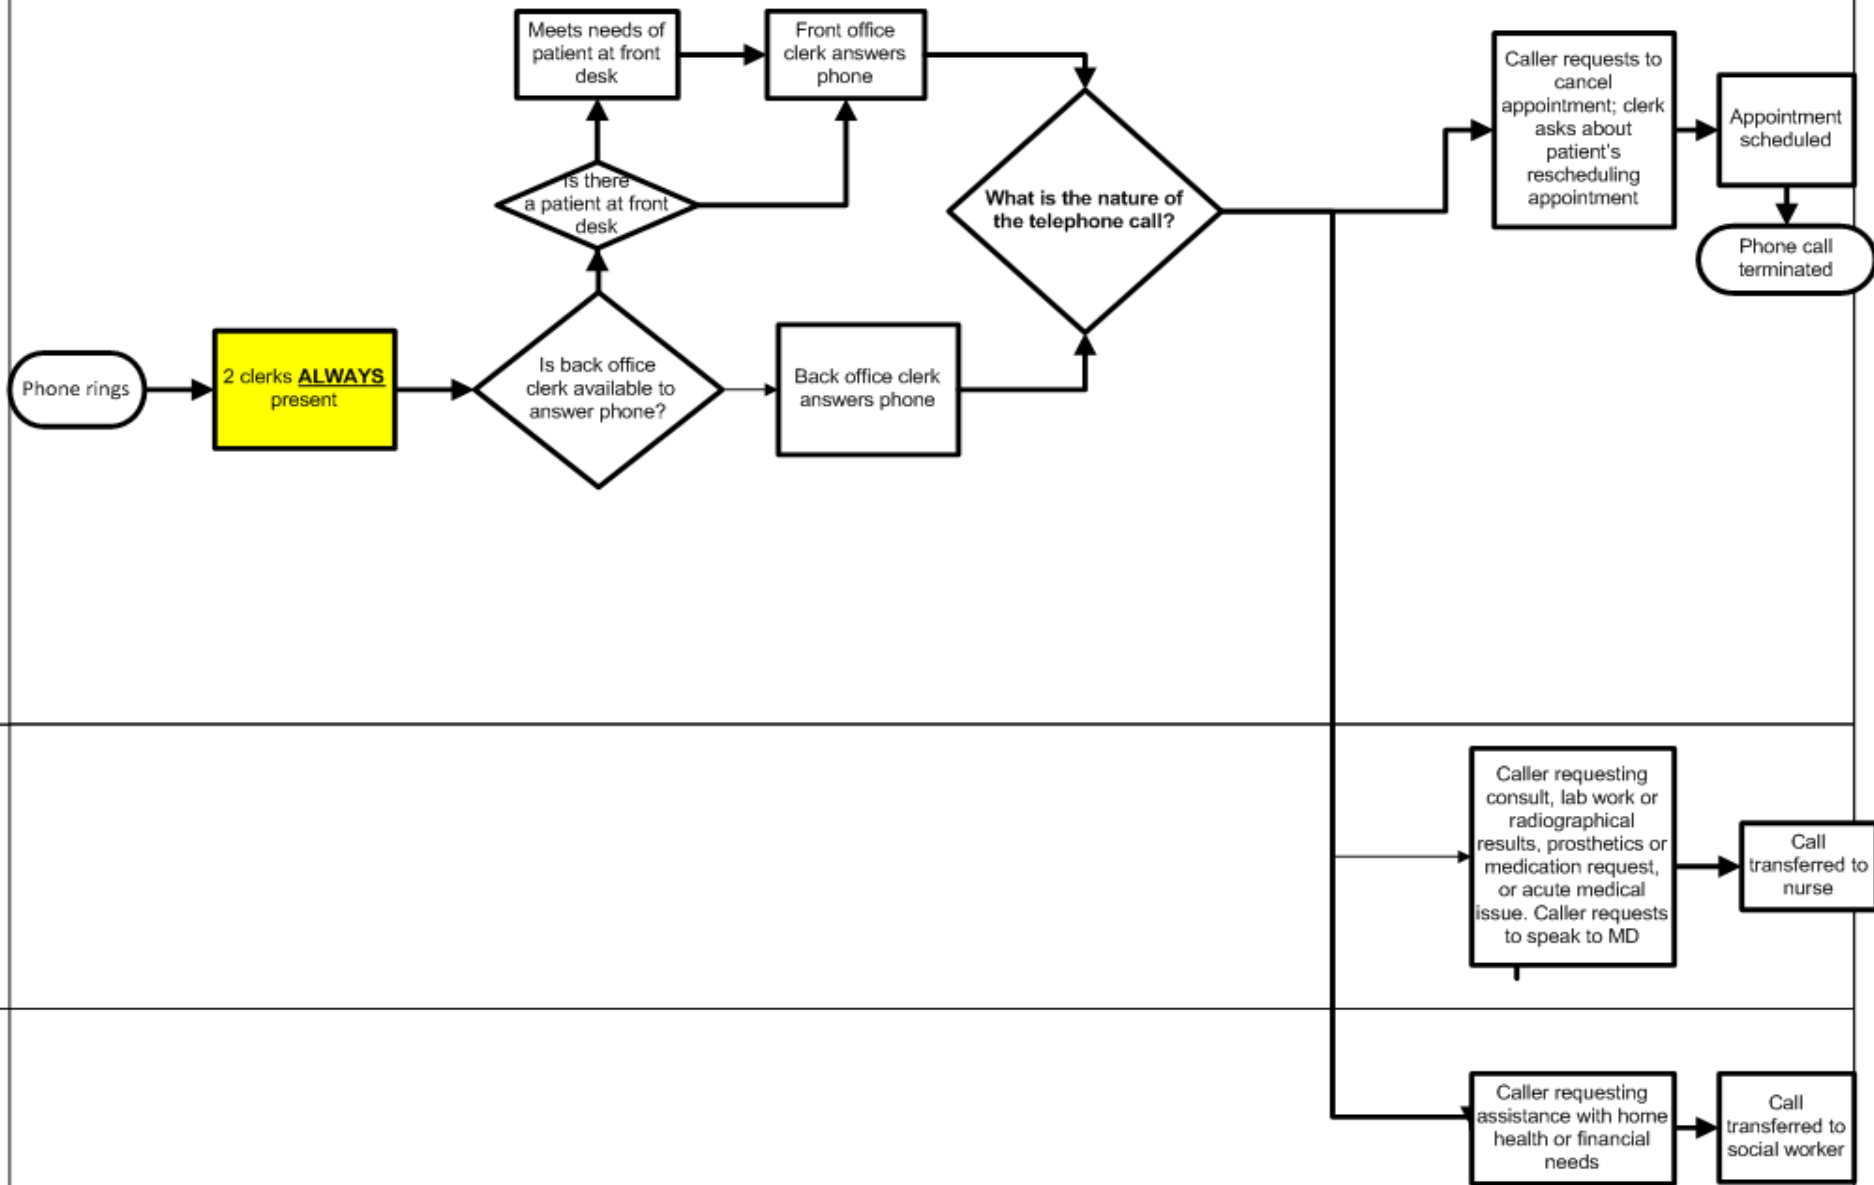 Meets needs of
patient at front
desk
Front office
clerk answers
phone
Caller requests to
cancel
appointment; clerk
asks about
patient's
rescheduling
appointment
Appointment
scheduled
Is there
a patient at front
desk
What is the nature of
the telephone call?
Phone call
terminated
Phone rings
2 clerks ALWAYS
present
Is back office
clerk available to
answer phone?
Back office clerk
answers phone
Caller requesting
consult, lab work or
radiographical
results, prosthetics or
medication request,
or acute medical
issue. Caller requests
to speak to MD
Call
transferred to
nurse
Caller requesting
assistance with home
health or financial
needs
Call
transferred to
social worker